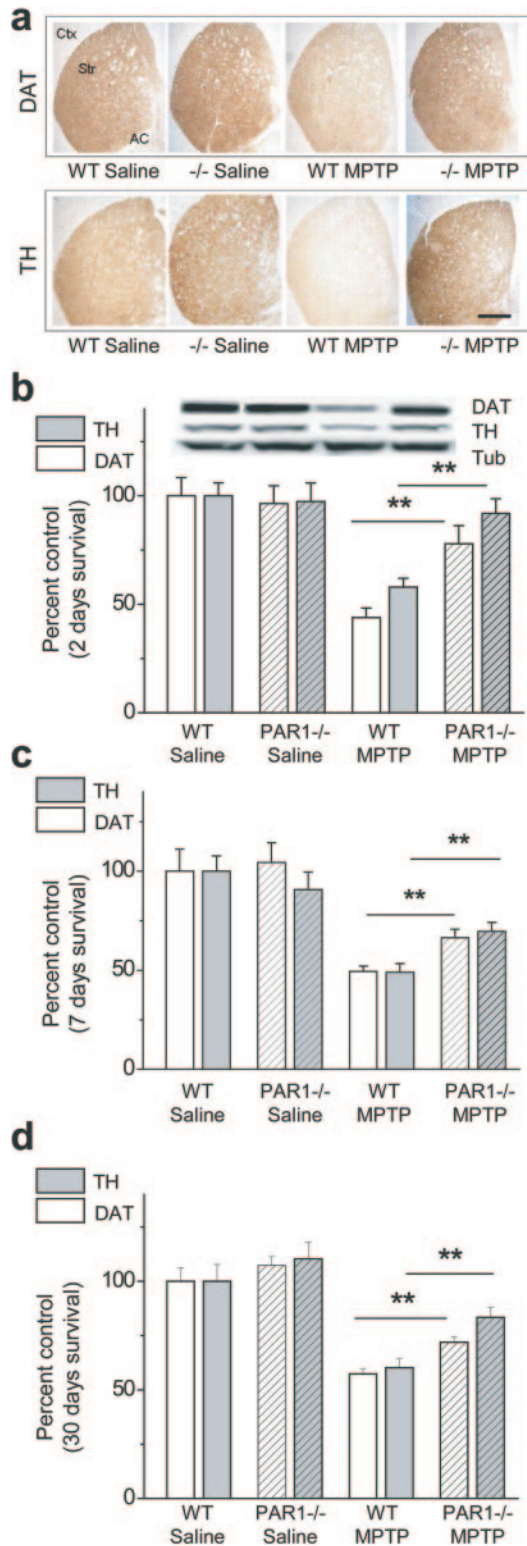 a
DAT
Ctx
Str
AC
WT Saline -/- Saline WT MPTP -/- MPTP
TH
WT Saline -/- Saline WT MPTP -/- MPTP
b
TH
DAT
DAT
TH
Tub
** **
Percent control
(2 days survival)
100
50
0
WT PAR1-/- WT PAR1-/-
Saline Saline MPTP MPTP
c
TH
DAT
** **
Percent control
(7 days survival)
100
50
0
WT PAR1-/- WT PAR1-/-
Saline Saline MPTP MPTP
d
TH
DAT
** **
Percent control
(30 days survival)
100
50
0
WT PAR1-/- WT PAR1-/-
Saline Saline MPTP MPTP